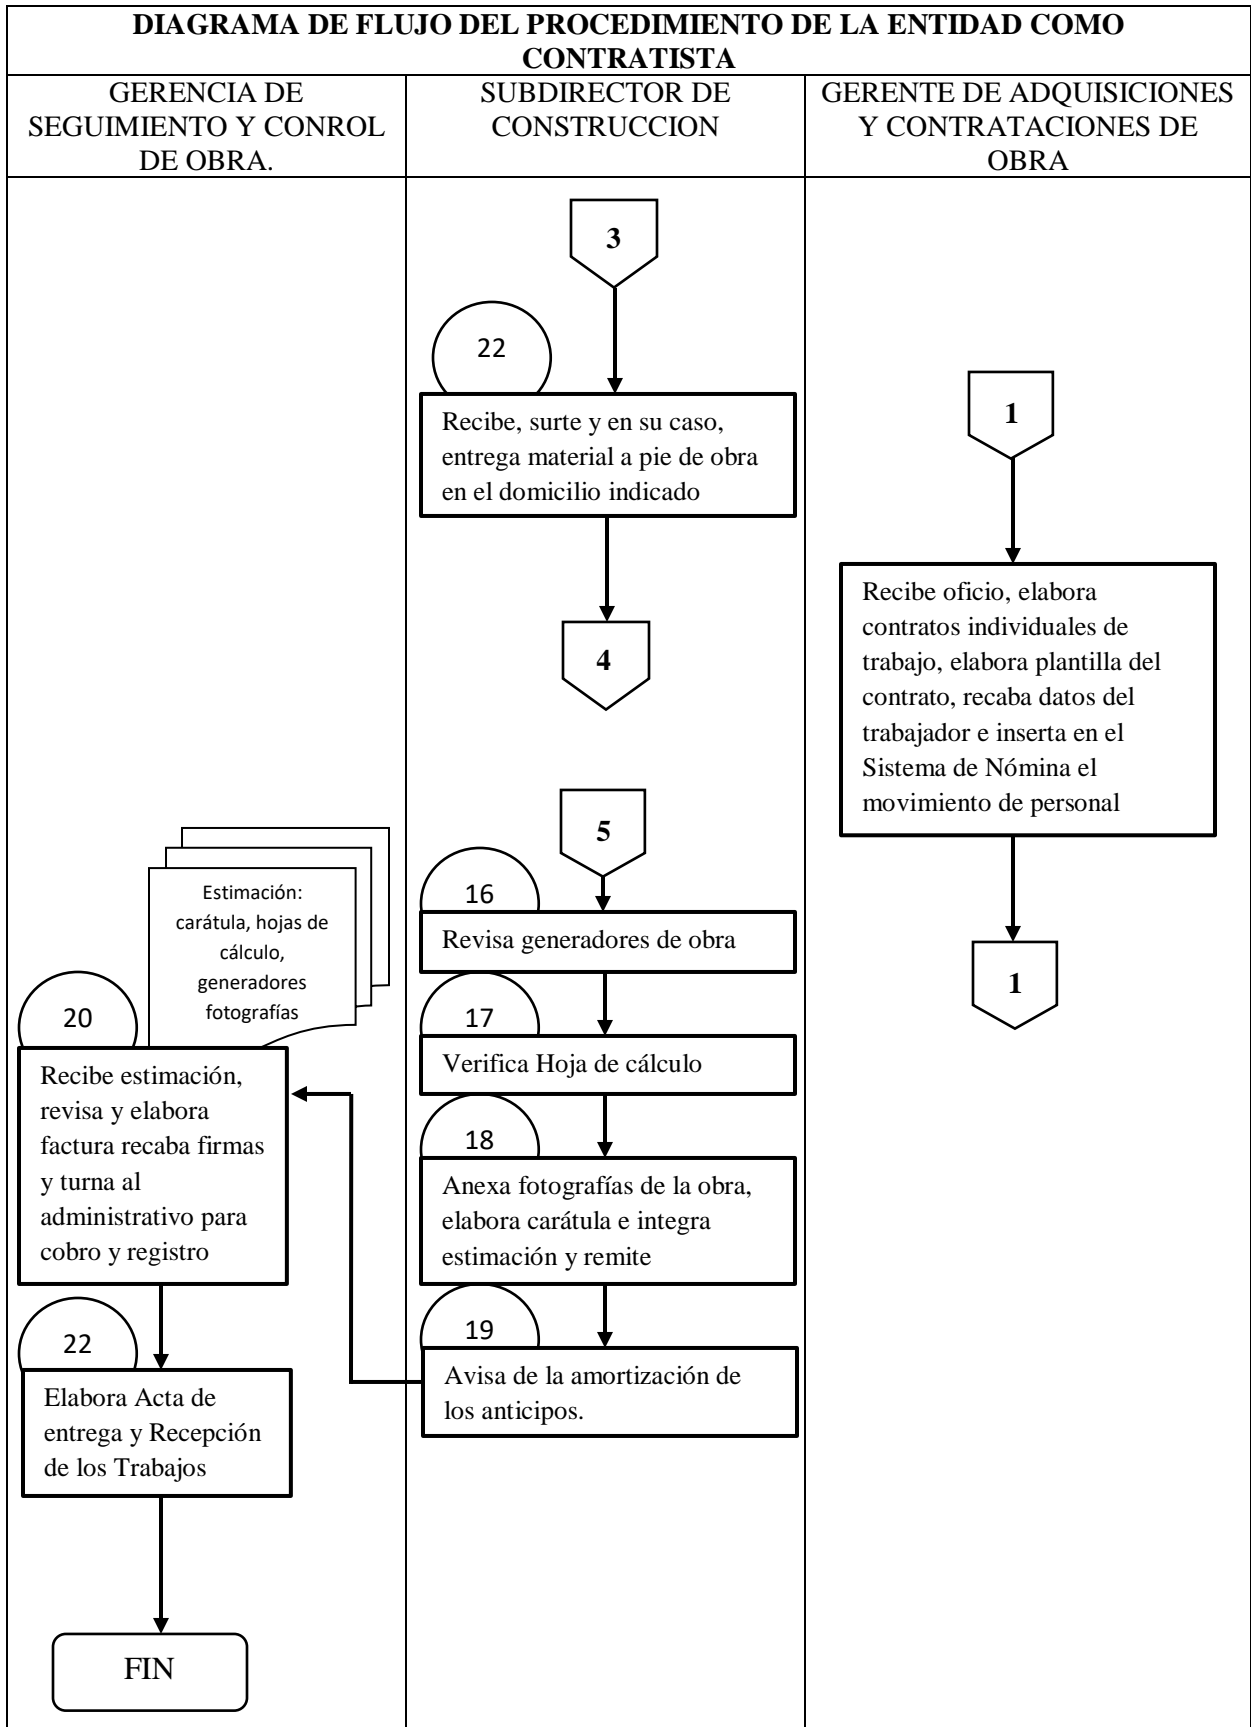 DIAGRAMA DE FLUJO DEL PROCEDIMIENTO DE LA ENTIDAD COMO
CONTRATISTA
GERENCIA DE
SEGUIMIENTO Y CONROL
DE OBRA.
SUBDIRECTOR DE
CONSTRUCCION
GERENTE DE ADQUISICIONES
Y CONTRATACIONES DE
OBRA
3
22
Recibe, surte y en su caso,
entrega material a pie de obra
en el domicilio indicado
4
1
Recibe oficio, elabora
contratos individuales de
trabajo, elabora plantilla del
contrato, recaba datos del
trabajador e inserta en el
Sistema de Nómina el
movimiento de personal
1
5
16
Revisa generadores de obra
17
Verifica Hoja de cálculo
18
Anexa fotografías de la obra,
elabora carátula e integra
estimación y remite
19
Avisa de la amortización de
los anticipos.
Estimación:
carátula, hojas de
cálculo,
generadores
fotografías
20
Recibe estimación,
revisa y elabora
factura recaba firmas
y turna al
administrativo para
cobro y registro
22
Elabora Acta de
entrega y Recepción
de los Trabajos
FIN